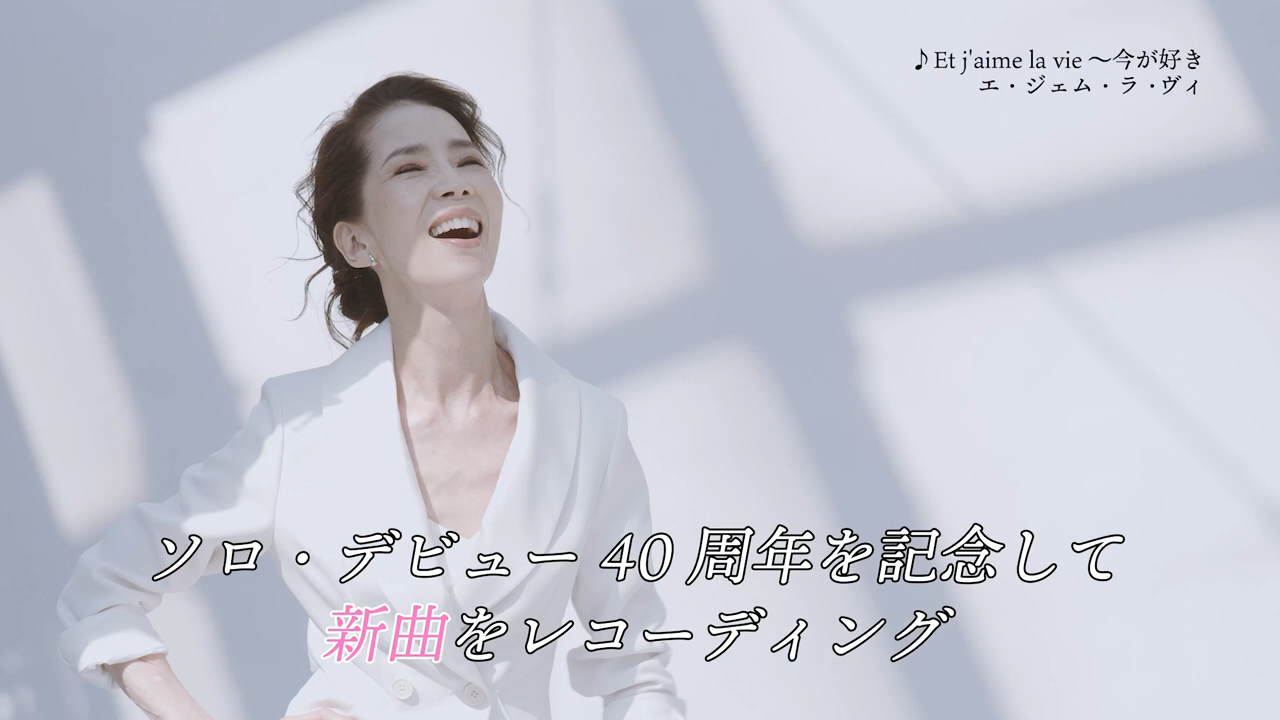 ♪Et j'aime la vie ～今が好き
エ・ジェム・ラ・ヴィ
ソロ・デビュー 40 周年を記念して
新曲をレコーディング